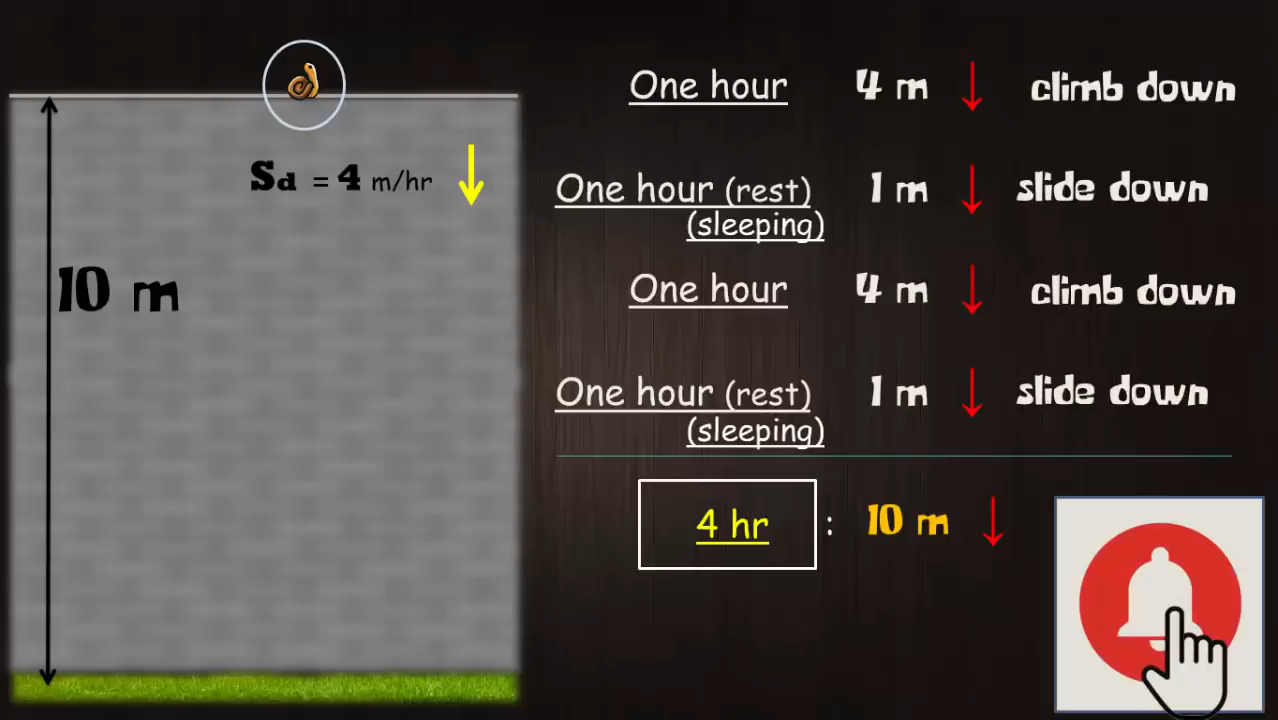 Sd = 4 m/hr
10 m
One hour 4 m ↓ climb down
One hour (rest) 1 m ↓ slide down
(sleeping)
One hour 4 m ↓ climb down
One hour (rest) 1 m ↓ slide down
(sleeping)
4 hr : 10 m ↓